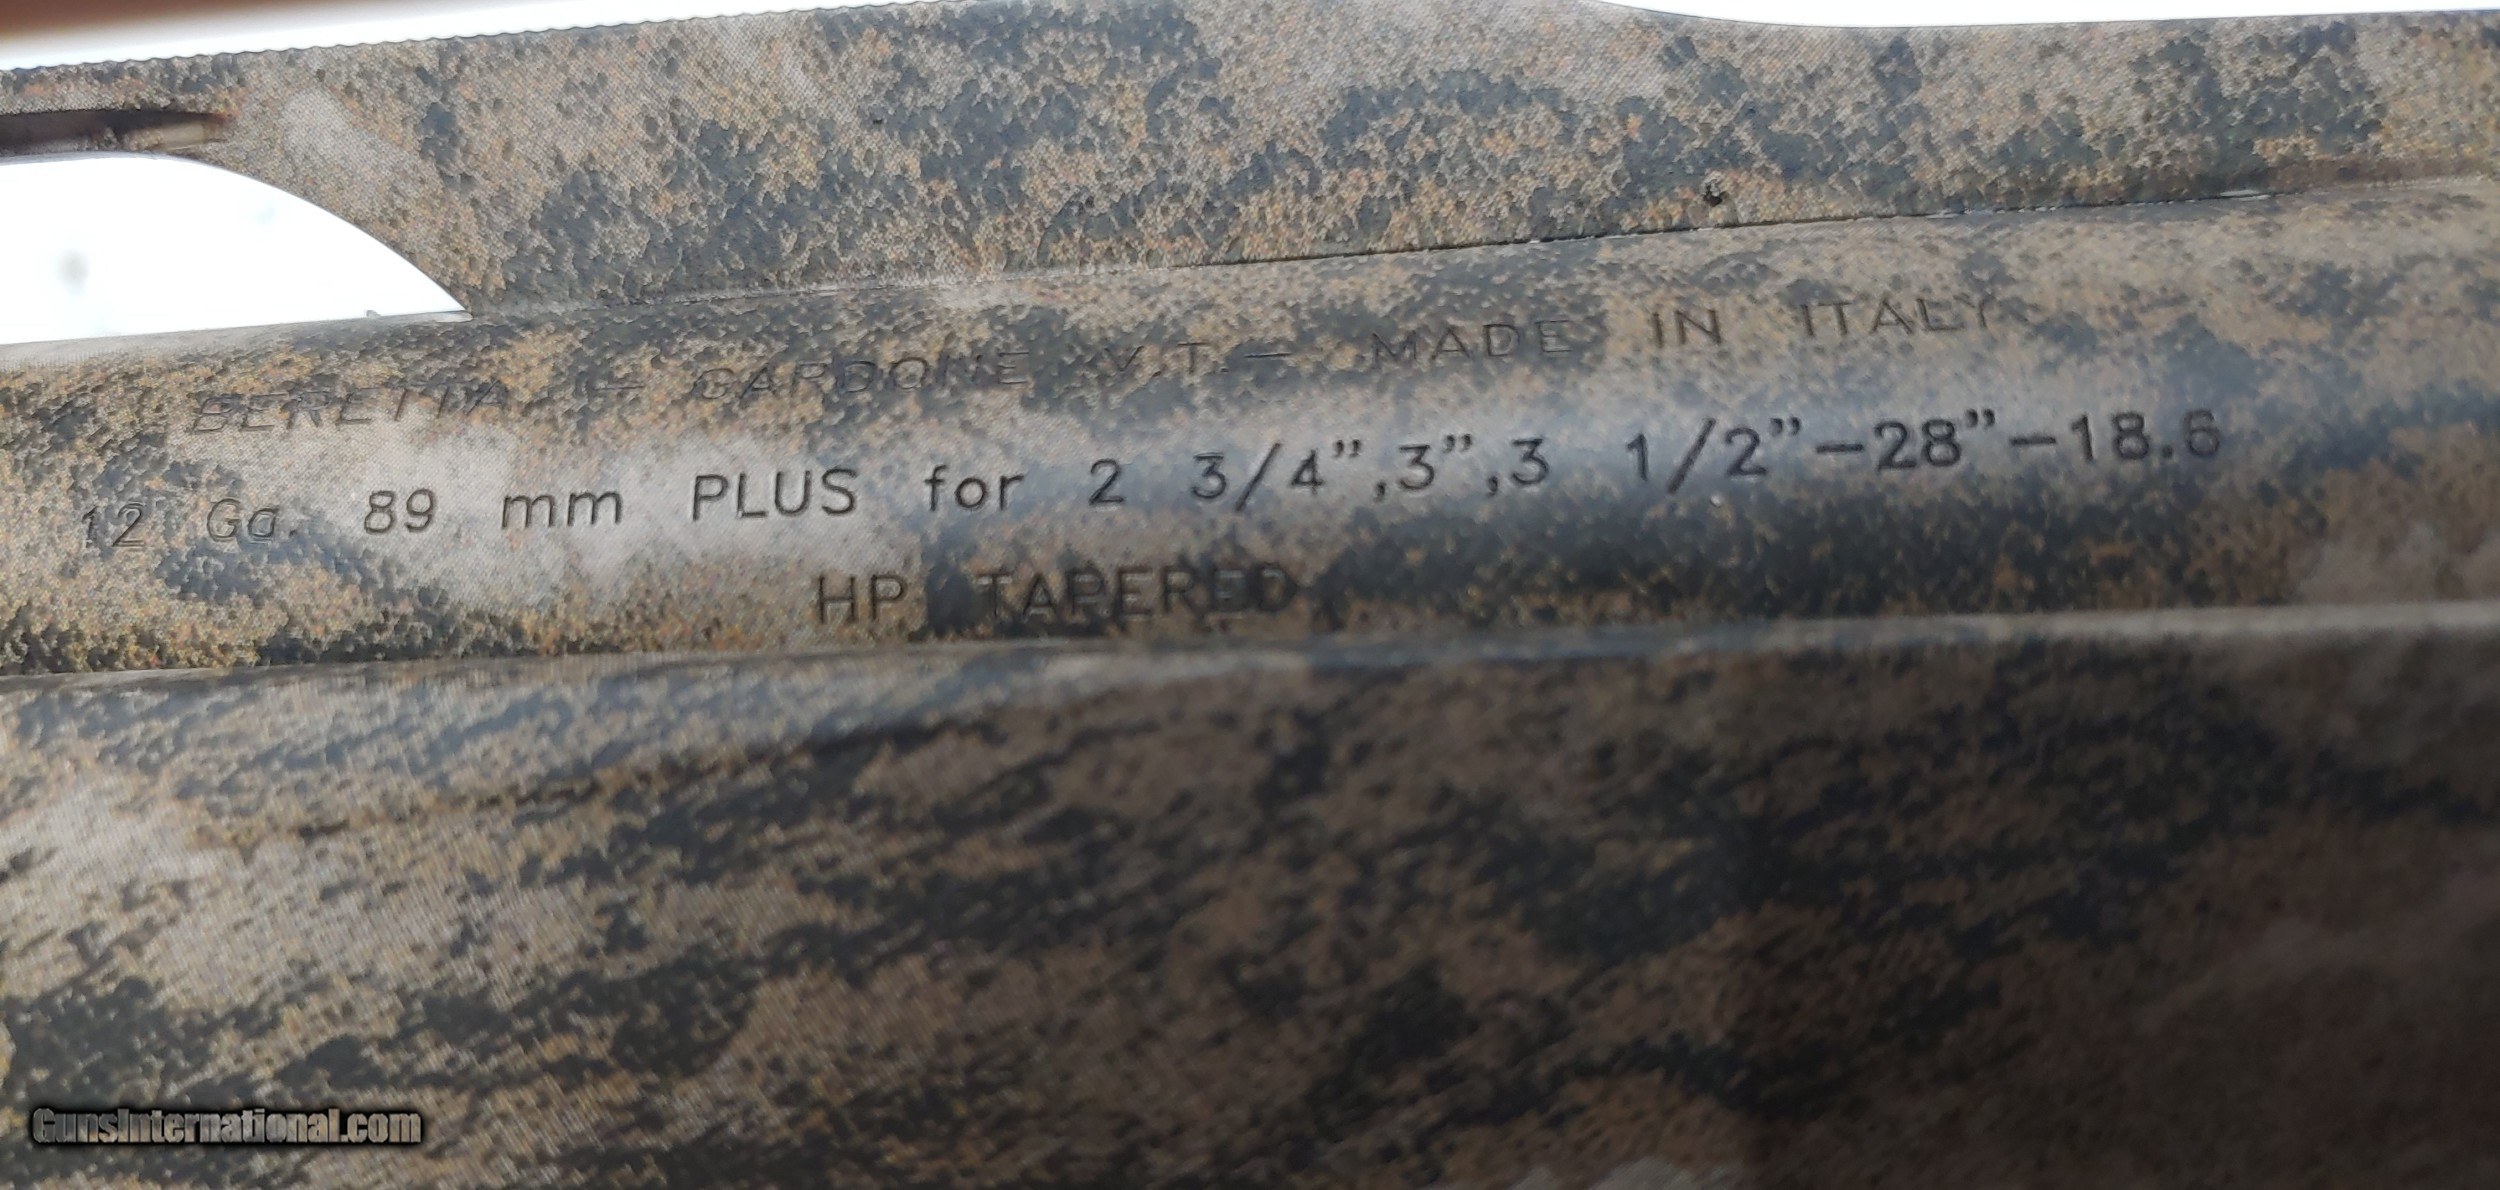 BERETTA - GARDONE V.T. - MADE IN ITALY
12 Ga. 89 mm PLUS for 2 3/4",3",3 1/2"-28"-18.6
HP TAPERED
GunsInternational.com